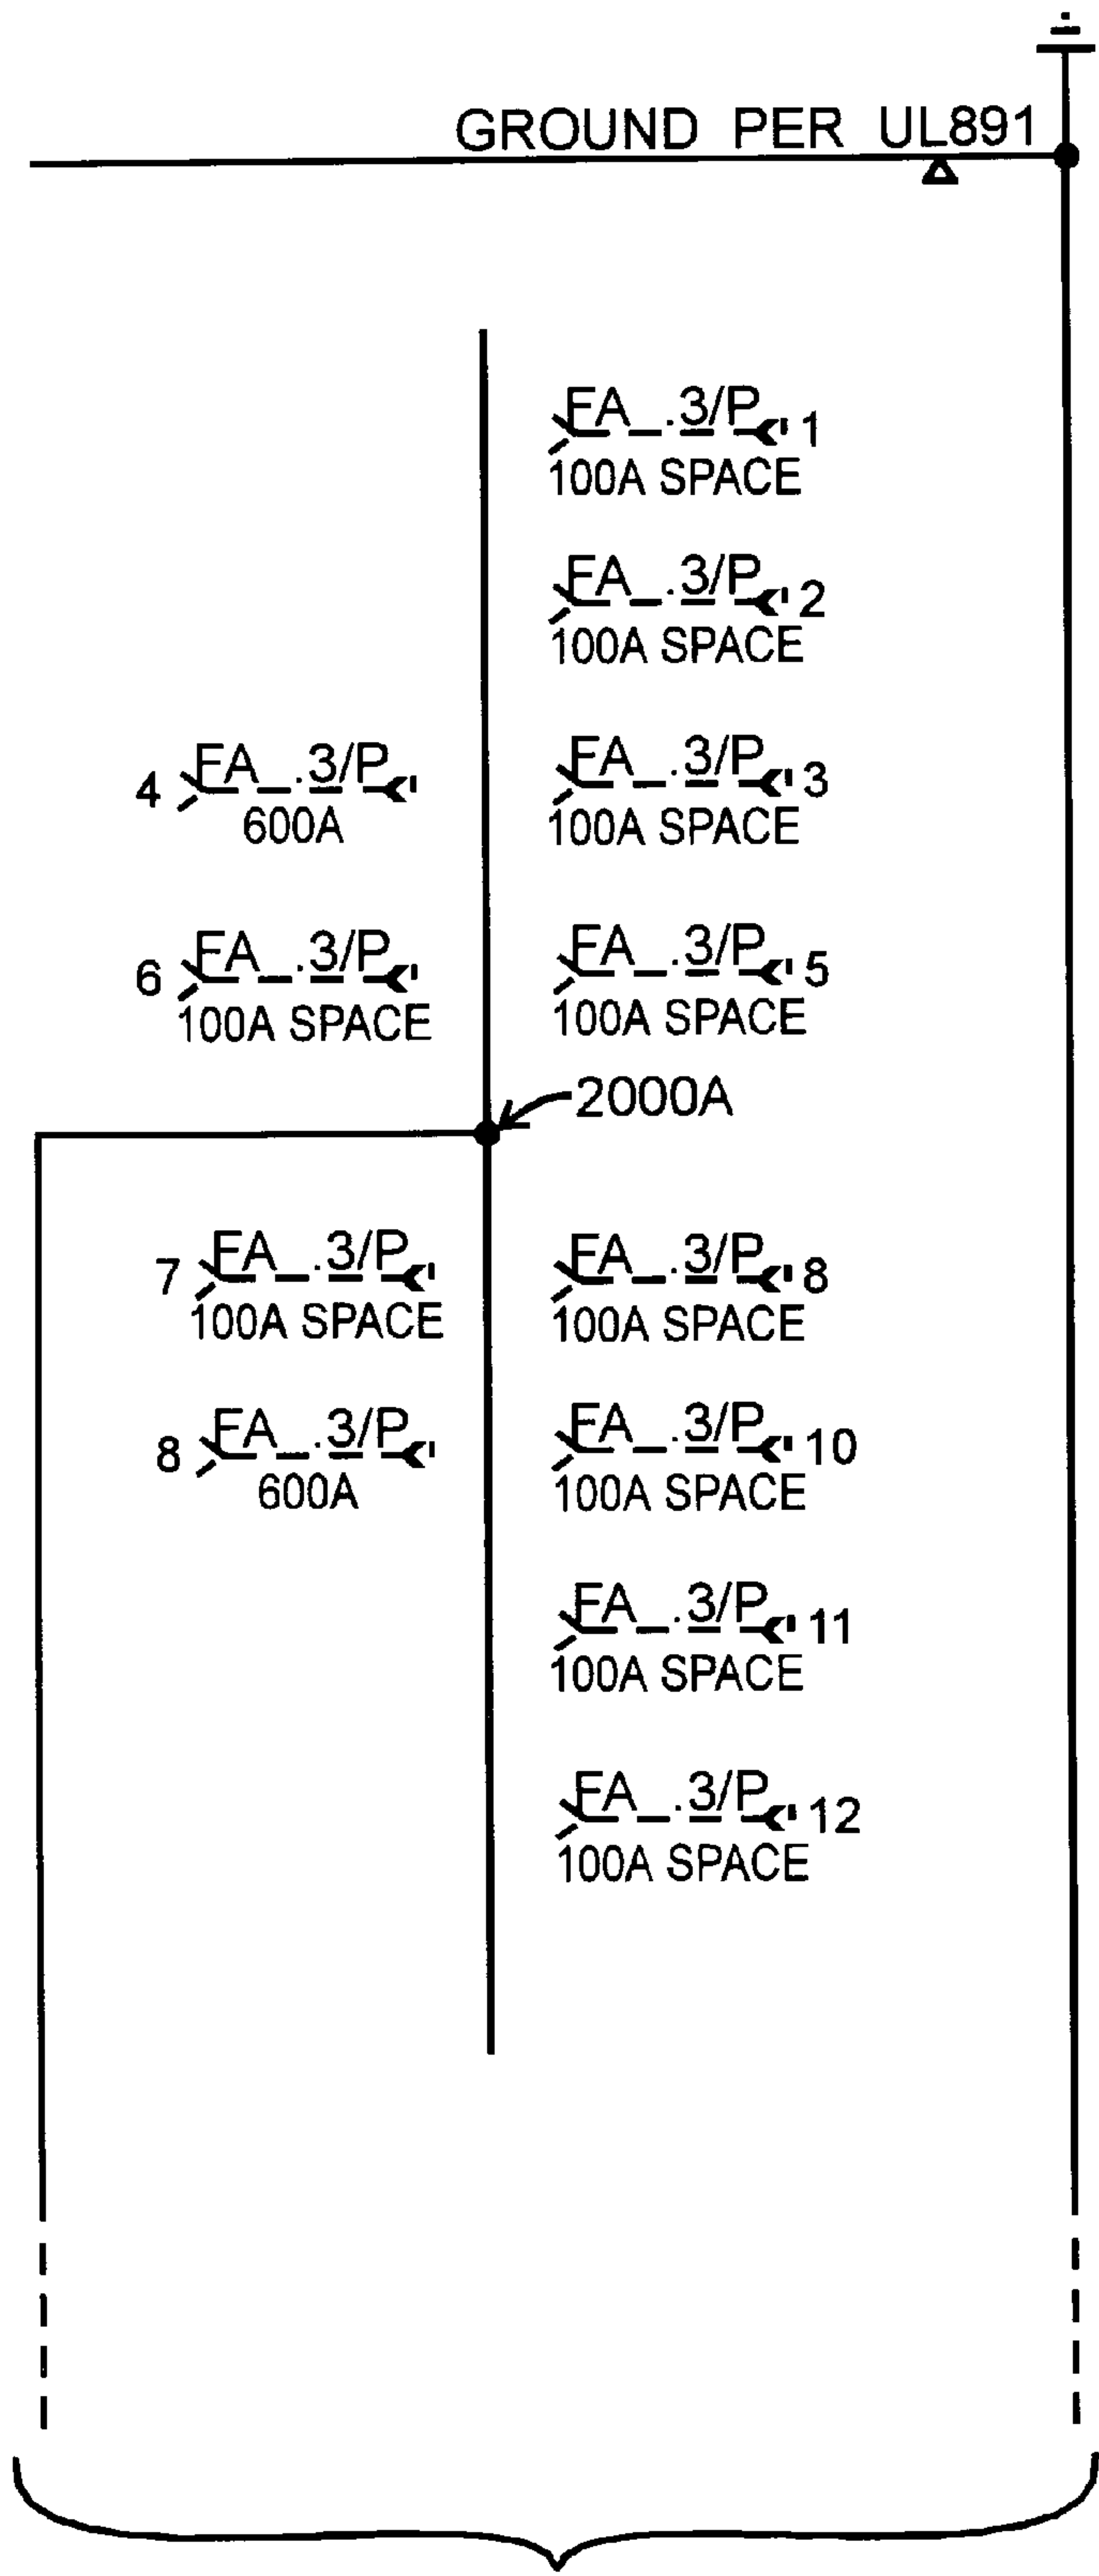 GROUND PER UL891
FA_.3/P 1
100A SPACE
FA_.3/P 2
100A SPACE
4 FA_.3/P
600A
FA_.3/P 3
100A SPACE
6 FA_.3/P
100A SPACE
FA_.3/P 5
100A SPACE
2000A
7 FA_.3/P
100A SPACE
FA_.3/P 8
100A SPACE
8 FA_.3/P
600A
FA_.3/P 10
100A SPACE
FA_.3/P 11
100A SPACE
FA_.3/P 12
100A SPACE